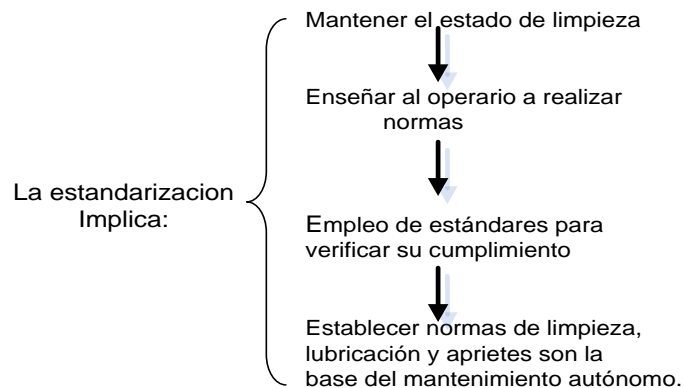 Mantener el estado de limpieza
Enseñar al operario a realizar
normas
La estandarizacion
Implica:
Empleo de estándares para
verificar su cumplimiento
Establecer normas de limpieza,
lubricación y aprietes son la
base del mantenimiento autónomo.